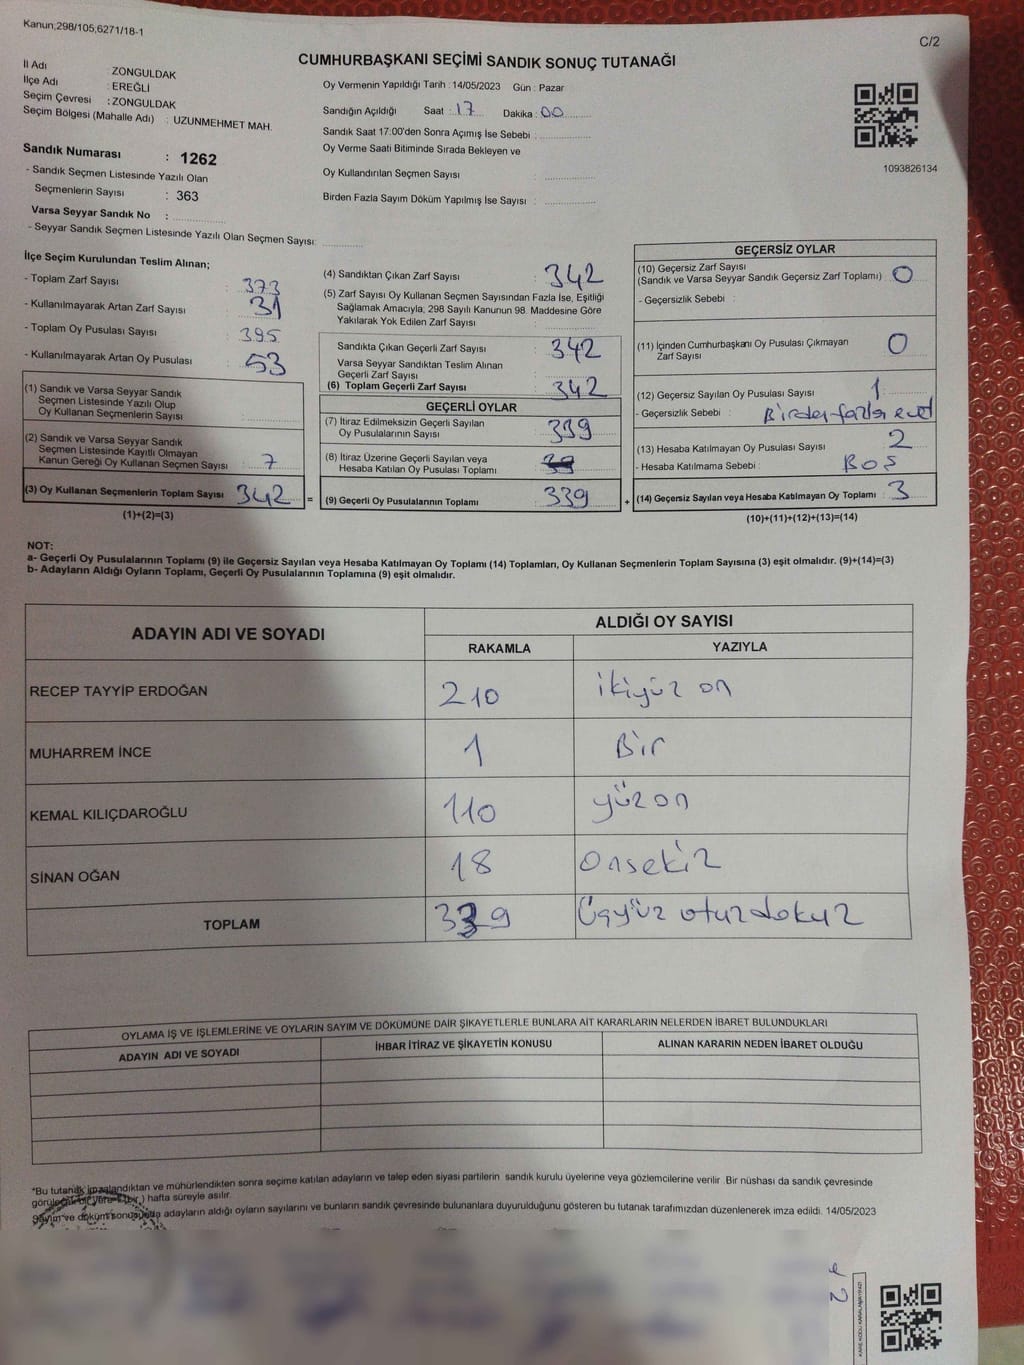 Kanun;298/105,6271/18-1
C/2
CUMHURBAŞKANI SEÇİMİ SANDIK SONUÇ TUTANAĞI
İl Adı : ZONGULDAK
İlçe Adı : EREĞLİ
Seçim Çevresi : ZONGULDAK
Seçim Bölgesi (Mahalle Adı) : UZUNMEHMET MAH.
Oy Vermenin Yapıldığı Tarih : 14/05/2023 Gün : Pazar
Sandığın Açıldığı Saat : 17 Dakika : 00
Sandık Saat 17:00'den Sonra Açımış İse Sebebi :
Oy Verme Saati Bitiminde Sırada Bekleyen ve
Oy Kullandırılan Seçmen Sayısı :
Birden Fazla Sayım Döküm Yapılmış İse Sayısı :
1093826134
Sandık Numarası : 1262
- Sandık Seçmen Listesinde Yazılı Olan
Seçmenlerin Sayısı : 363
Varsa Seyyar Sandık No :
- Seyyar Sandık Seçmen Listesinde Yazılı Olan Seçmen Sayısı:
İlçe Seçim Kurulundan Teslim Alınan;
- Toplam Zarf Sayısı : 373
- Kullanılmayarak Artan Zarf Sayısı : 31
- Toplam Oy Pusulası Sayısı : 395
- Kullanılmayarak Artan Oy Pusulası : 53
(1) Sandık ve Varsa Seyyar Sandık
Seçmen Listesinde Yazılı Olup
Oy Kullanan Seçmenlerin Sayısı :
(2) Sandık ve Varsa Seyyar Sandık
Seçmen Listesinde Kayıtlı Olmayan
Kanun Gereği Oy Kullanan Seçmen Sayısı : 7
(3) Oy Kullanan Seçmenlerin Toplam Sayısı 342 =
(1)+(2)=(3)
(4) Sandıktan Çıkan Zarf Sayısı : 342
(5) Zarf Sayısı Oy Kullanan Seçmen Sayısından Fazla İse, Eşitliği
Sağlamak Amacıyla, 298 Sayılı Kanunun 98. Maddesine Göre
Yakılarak Yok Edilen Zarf Sayısı :
Sandıkta Çıkan Geçerli Zarf Sayısı : 342
Varsa Seyyar Sandıktan Teslim Alınan
Geçerli Zarf Sayısı :
(6) Toplam Geçerli Zarf Sayısı : 342
GEÇERLİ OYLAR
(7) İtiraz Edilmeksizin Geçerli Sayılan
Oy Pusulalarının Sayısı : 339
(8) İtiraz Üzerine Geçerli Sayılan veya
Hesaba Katılan Oy Pusulası Toplamı :
(9) Geçerli Oy Pusulalarının Toplamı : 339 +
GEÇERSİZ OYLAR
(10) Geçersiz Zarf Sayısı
(Sandık ve Varsa Seyyar Sandık Geçersiz Zarf Toplamı) : 0
- Geçersizlik Sebebi :
(11) İçinden Cumhurbaşkanı Oy Pusulası Çıkmayan
Zarf Sayısı : 0
(12) Geçersiz Sayılan Oy Pusulası Sayısı : 1
- Geçersizlik Sebebi : Birden fazla evet
(13) Hesaba Katılmayan Oy Pusulası Sayısı : 2
- Hesaba Katılmama Sebebi : BOŞ
(14) Geçersiz Sayılan veya Hesaba Katılmayan Oy Toplamı : 3
(10)+(11)+(12)+(13)=(14)
NOT:
a- Geçerli Oy Pusulalarının Toplamı (9) ile Geçersiz Sayılan veya Hesaba Katılmayan Oy Toplamı (14) Toplamları, Oy Kullanan Seçmenlerin Toplam Sayısına (3) eşit olmalıdır. (9)+(14)=(3)
b- Adayların Aldığı Oyların Toplamı, Geçerli Oy Pusulalarının Toplamına (9) eşit olmalıdır.
ADAYIN ADI VE SOYADI
ALDIĞI OY SAYISI
RAKAMLA YAZIYLA
RECEP TAYYİP ERDOĞAN 210 ikiyüz on
MUHARREM İNCE 1 Bir
KEMAL KILIÇDAROĞLU 110 yüz on
SİNAN OĞAN 18 onsekiz
TOPLAM 339 Üçyüz otuzdokuz
OYLAMA İŞ VE İŞLEMLERİNE VE OYLARIN SAYIM VE DÖKÜMÜNE DAİR ŞİKAYETLERLE BUNLARA AİT KARARLARIN NELERDEN İBARET BULUNDUKLARI
ADAYIN ADI VE SOYADI İHBAR İTİRAZ VE ŞİKAYETİN KONUSU ALINAN KARARIN NEDEN İBARET OLDUĞU
*Bu tutanak imzalandıktan ve mühürlendikten sonra seçime katılan adayların ve talep eden siyasi partilerin sandık kurulu üyelerine veya gözlemcilerine verilir. Bir nüshası da sandık çevresinde
görülecek bir yere 1 (bir ) hafta süreyle asılır.
Sayım ve döküm sonucunda adayların aldığı oyların sayılarını ve bunların sandık çevresinde bulunanlara duyurulduğunu gösteren bu tutanak tarafımızdan düzenlenerek imza edildi. 14/05/2023